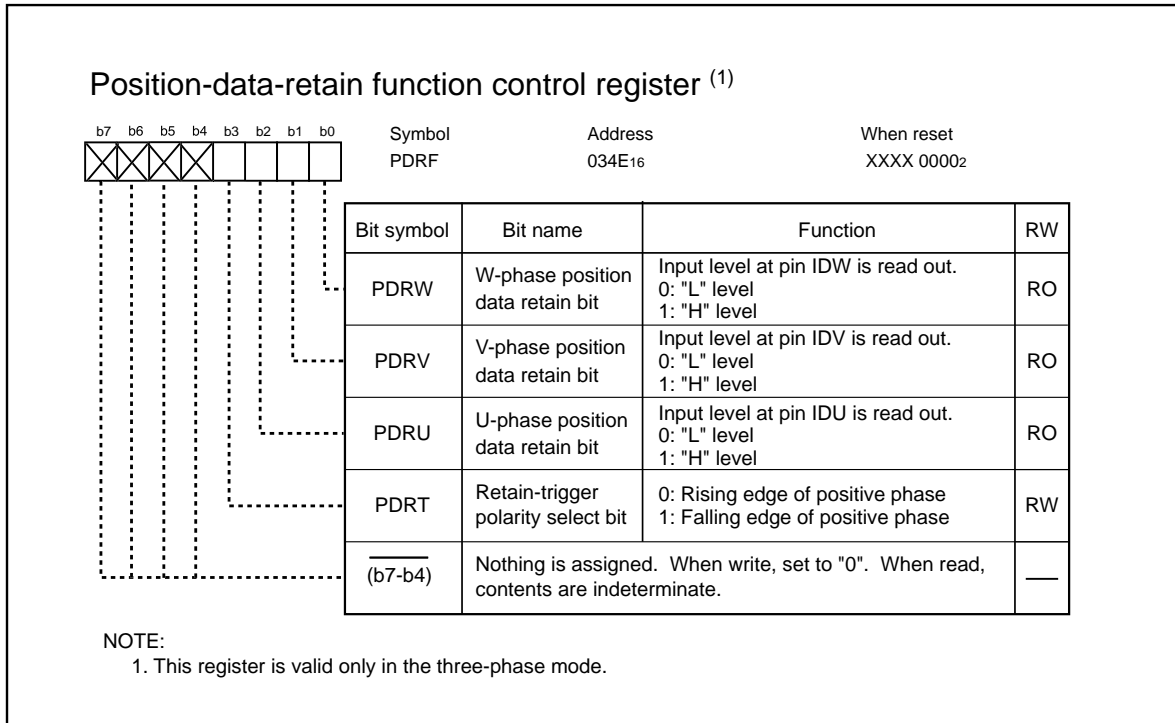 Position-data-retain function control register (1)
b7 b6 b5 b4 b3 b2 b1 b0
Symbol Address When reset
PDRF 034E16 XXXX 00002
Bit symbol Bit name Function RW
PDRW
W-phase position
data retain bit
Input level at pin IDW is read out.
0: "L" level
1: "H" level
RO
PDRV
V-phase position
data retain bit
Input level at pin IDV is read out.
0: "L" level
1: "H" level
RO
PDRU
U-phase position
data retain bit
Input level at pin IDU is read out.
0: "L" level
1: "H" level
RO
PDRT
Retain-trigger
polarity select bit
0: Rising edge of positive phase
1: Falling edge of positive phase
RW
(b7-b4)
Nothing is assigned. When write, set to "0". When read,
contents are indeterminate.
NOTE:
1. This register is valid only in the three-phase mode.